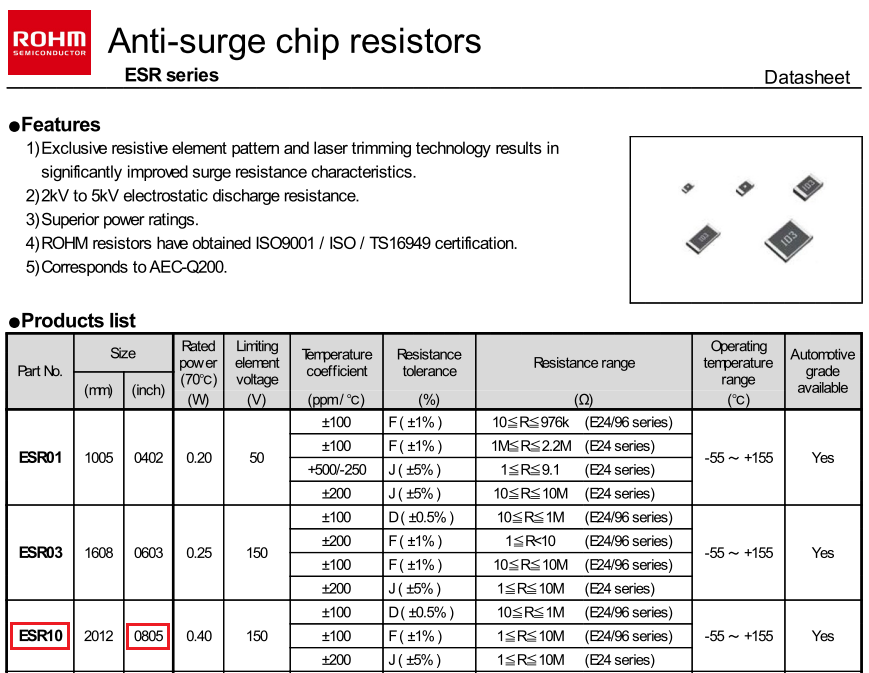 ROHM
SEMICONDUCTOR
Anti-surge chip resistors
ESR series
Datasheet
●Features
1)Exclusive resistive element pattern and laser trimming technology results in
significantly improved surge resistance characteristics.
2)2kV to 5kV electrostatic discharge resistance.
3)Superior power ratings.
4)ROHM resistors have obtained ISO9001 / ISO / TS16949 certification.
5)Corresponds to AEC-Q200.
103
103
103
●Products list
Part No. Size Rated power (70℃) (W) Limiting element voltage (V) Temperature coefficient (ppm / ℃) Resistance tolerance (%) Resistance range (Ω) Operating temperature range (℃) Automotive grade available
(mm) (inch)
ESR01 1005 0402 0.20 50 ±100 F ( ±1% ) 10≦R≦976k (E24/96 series) -55 ~ +155 Yes
±100 F ( ±1% ) 1M≦R≦2.2M (E24 series)
+500/-250 J ( ±5% ) 1≦R≦9.1 (E24 series)
±200 J ( ±5% ) 10≦R≦10M (E24 series)
ESR03 1608 0603 0.25 150 ±100 D ( ±0.5% ) 10≦R≦1M (E24/96 series) -55 ~ +155 Yes
±200 F ( ±1% ) 1≦R<10 (E24/96 series)
±100 F ( ±1% ) 10≦R≦10M (E24/96 series)
±200 J ( ±5% ) 1≦R≦10M (E24 series)
ESR10 2012 0805 0.40 150 ±100 D ( ±0.5% ) 10≦R≦1M (E24/96 series) -55 ~ +155 Yes
±100 F ( ±1% ) 1≦R≦10M (E24/96 series)
±200 J ( ±5% ) 1≦R≦10M (E24 series)